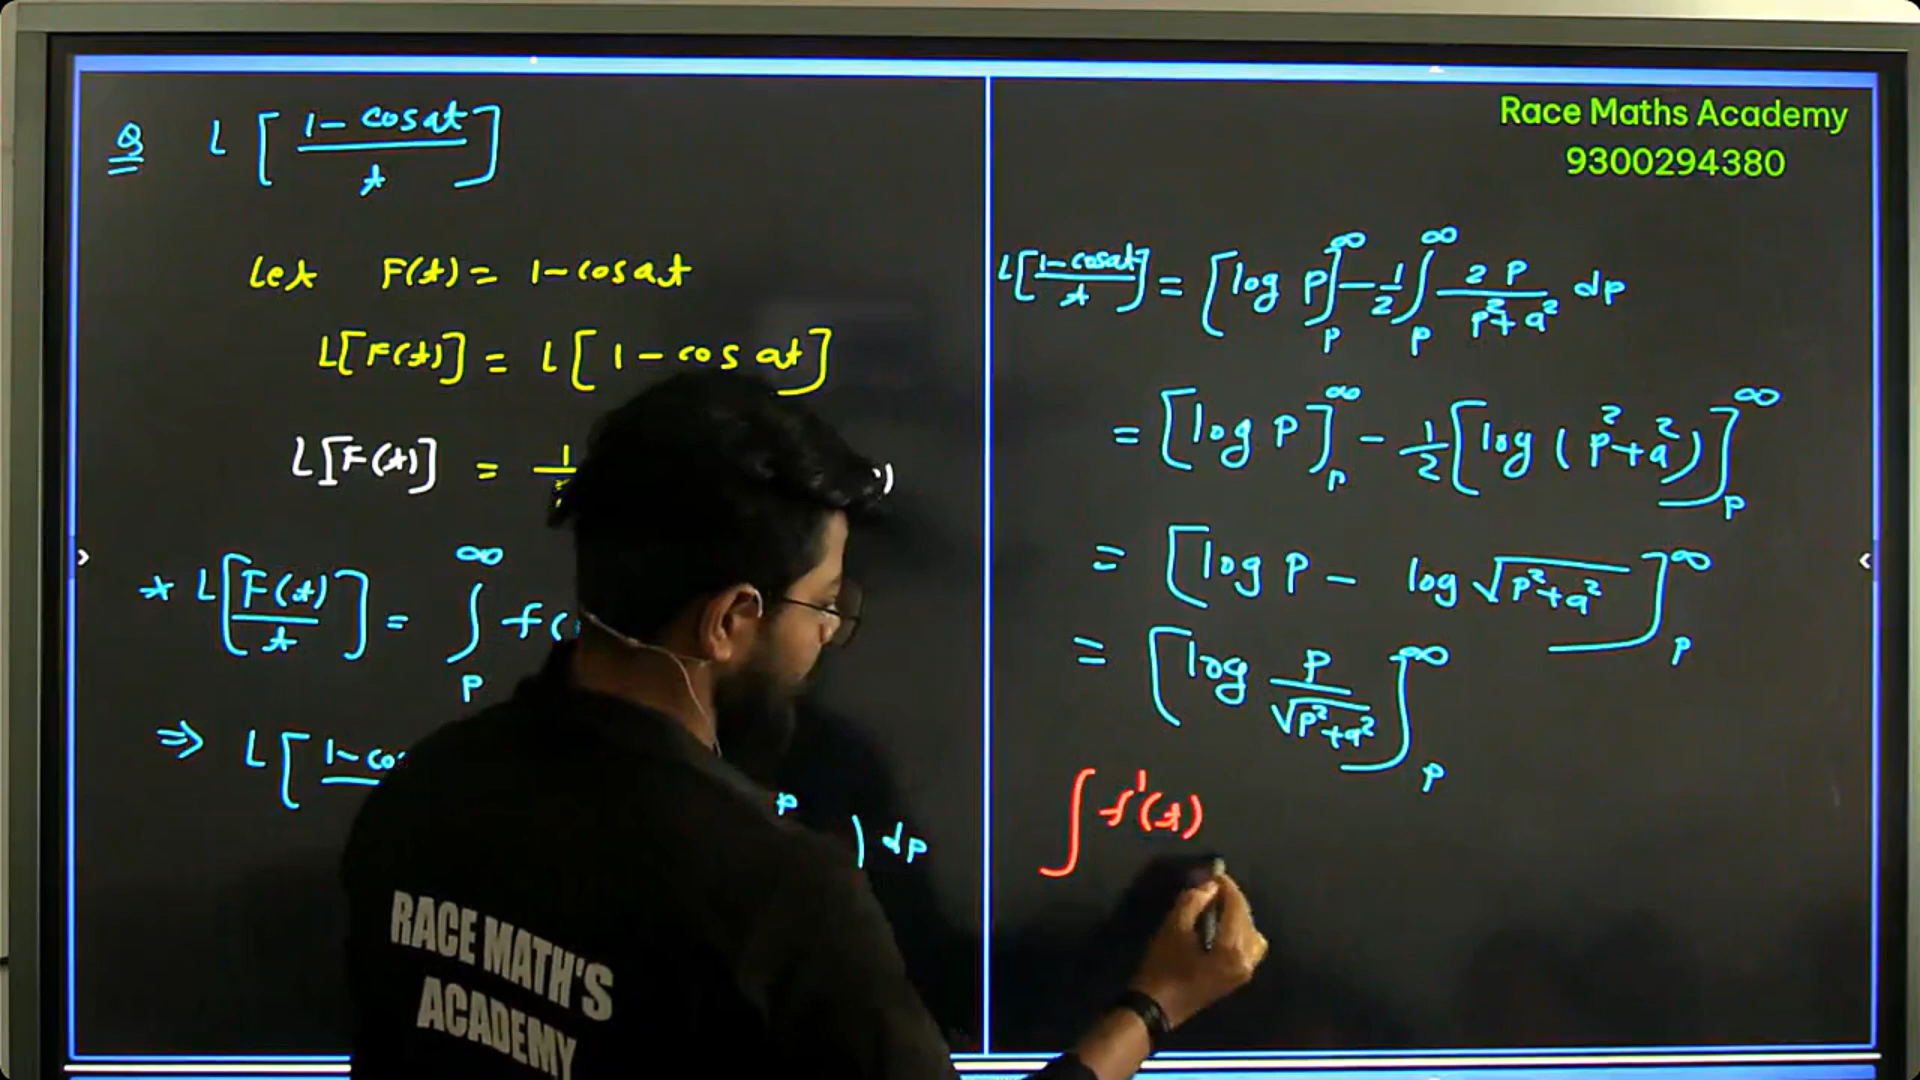 Q L [ (1 - cos at) / t ]
Let F(t) = 1 - cos at
L[F(t)] = L[ 1 - cos at ]
L[F(t)] = 1
* L[ F(t) / t ] = ∫_p^∞ f(
⇒ L[ 1 - cos
p
) dp
RACE MATH'S
ACADEMY
Race Maths Academy
9300294380
L[ (1 - cos at) / t ] = [log p]_p^∞ - 1/2 ∫_p^∞ 2p / (p² + a²) dp
= [log p]_p^∞ - 1/2 [log (p² + a²)]_p^∞
= [log p - log √(p² + a²)]_p^∞
= [log p / √(p² + a²)]_p^∞
∫ f'(t)